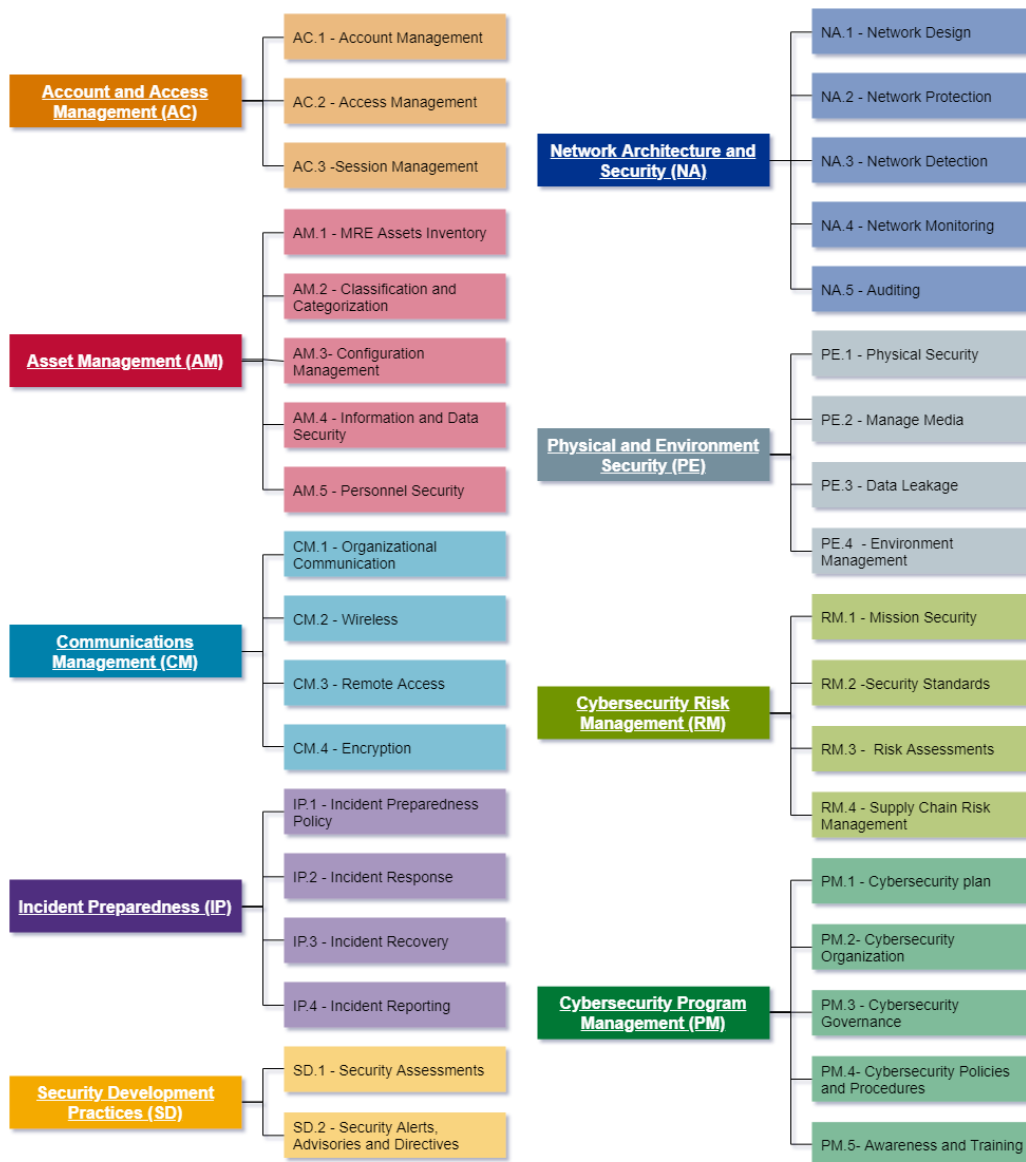 Account and Access
Management (AC)
AC.1 - Account Management
AC.2 - Access Management
AC.3 -Session Management
Asset Management (AM)
AM.1 - MRE Assets Inventory
AM.2 - Classification and
Categorization
AM.3- Configuration
Management
AM.4 - Information and Data
Security
AM.5 - Personnel Security
Communications
Management (CM)
CM.1 - Organizational
Communication
CM.2 - Wireless
CM.3 - Remote Access
CM.4 - Encryption
Incident Preparedness (IP)
IP.1 - Incident Preparedness
Policy
IP.2 - Incident Response
IP.3 - Incident Recovery
IP.4 - Incident Reporting
Security Development
Practices (SD)
SD.1 - Security Assessments
SD.2 - Security Alerts,
Advisories and Directives
Network Architecture and
Security (NA)
NA.1 - Network Design
NA.2 - Network Protection
NA.3 - Network Detection
NA.4 - Network Monitoring
NA.5 - Auditing
Physical and Environment
Security (PE)
PE.1 - Physical Security
PE.2 - Manage Media
PE.3 - Data Leakage
PE.4  - Environment
Management
Cybersecurity Risk
Management (RM)
RM.1 - Mission Security
RM.2 -Security Standards
RM.3 -  Risk Assessments
RM.4 - Supply Chain Risk
Management
Cybersecurity Program
Management (PM)
PM.1 - Cybersecurity plan
PM.2- Cybersecurity
Organization
PM.3 - Cybersecurity
Governance
PM.4- Cybersecurity Policies
and Procedures
PM.5- Awareness and Training